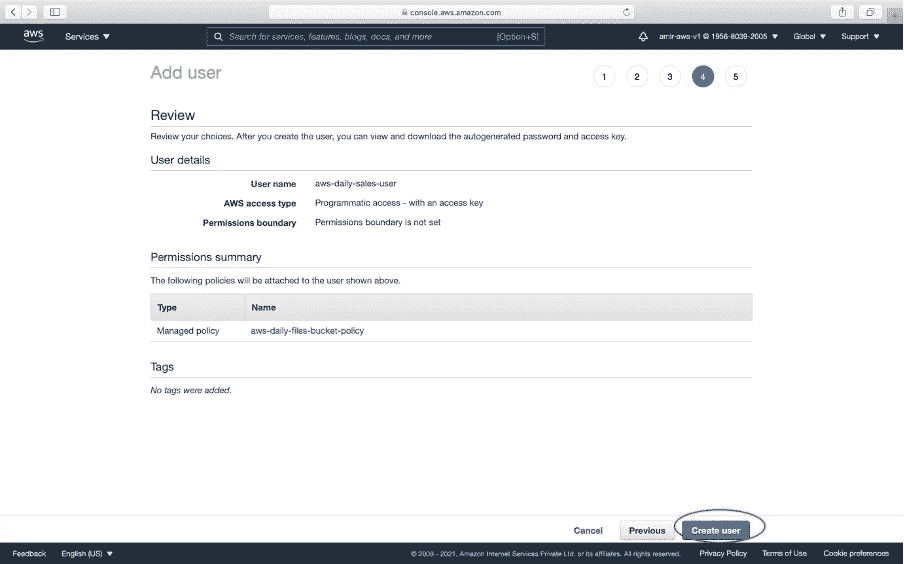 console.aws.amazon.com
aws Services Search for services, features, blogs, docs, and more [Option+S] amir-aws-v1 @ 1956-8039-2005 Global Support
Add user 1 2 3 4 5
Review
Review your choices. After you create the user, you can view and download the autogenerated password and access key.
User details
User name aws-daily-sales-user
AWS access type Programmatic access - with an access key
Permissions boundary Permissions boundary is not set
Permissions summary
The following policies will be attached to the user shown above.
Type Name
Managed policy aws-daily-files-bucket-policy
Tags
No tags were added.
Cancel Previous Create user
Feedback English (US) © 2008 - 2021, Amazon Internet Services Private Ltd. or its affiliates. All rights reserved. Privacy Policy Terms of Use Cookie preferences